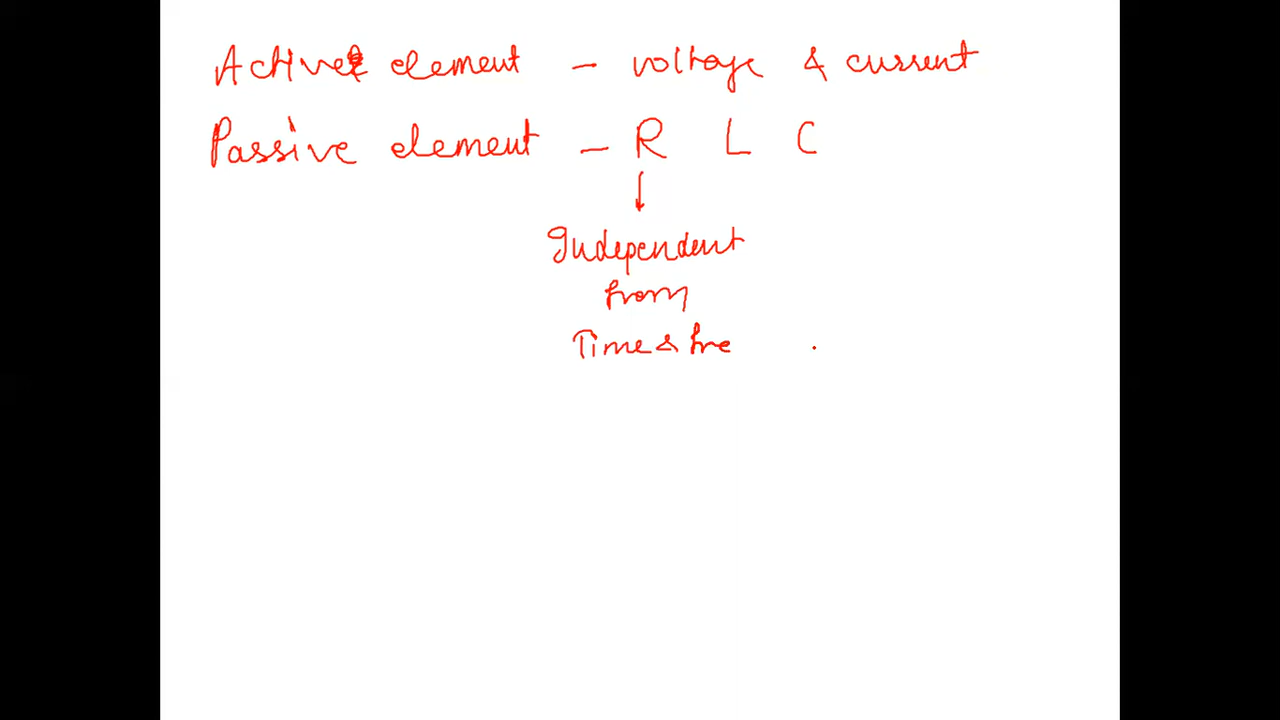 Active element - voltage & current
Passive element - R L C
↓
Independent
from
Time & fre